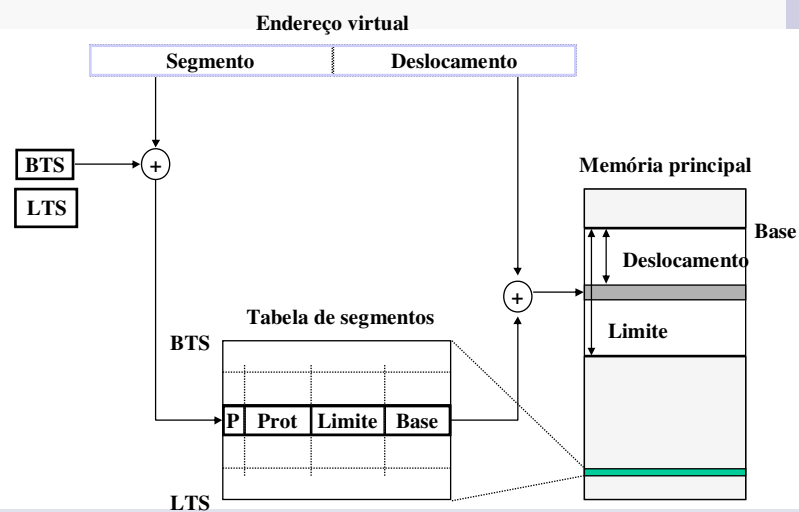 Endereço virtual
Segmento Deslocamento
BTS
+
LTS
Memória principal
Base
Deslocamento
+
Tabela de segmentos
BTS
Limite
P Prot Limite Base
LTS